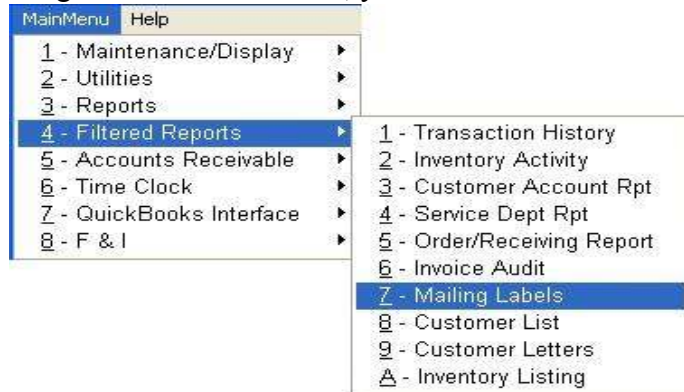 MainMenu Help
1 - Maintenance/Display
2 - Utilities
3 - Reports
4 - Filtered Reports
5 - Accounts Receivable
6 - Time Clock
7 - QuickBooks Interface
8 - F & I
1 - Transaction History
2 - Inventory Activity
3 - Customer Account Rpt
4 - Service Dept Rpt
5 - Order/Receiving Report
6 - Invoice Audit
7 - Mailing Labels
8 - Customer List
9 - Customer Letters
A - Inventory Listing